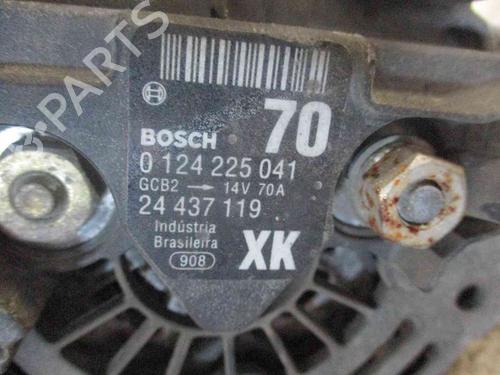 B-PARTS
70
BOSCH
0 124 225 041
GCB2 → 14V 70A
24 437 119
Indústria
Brasileira
XK
908